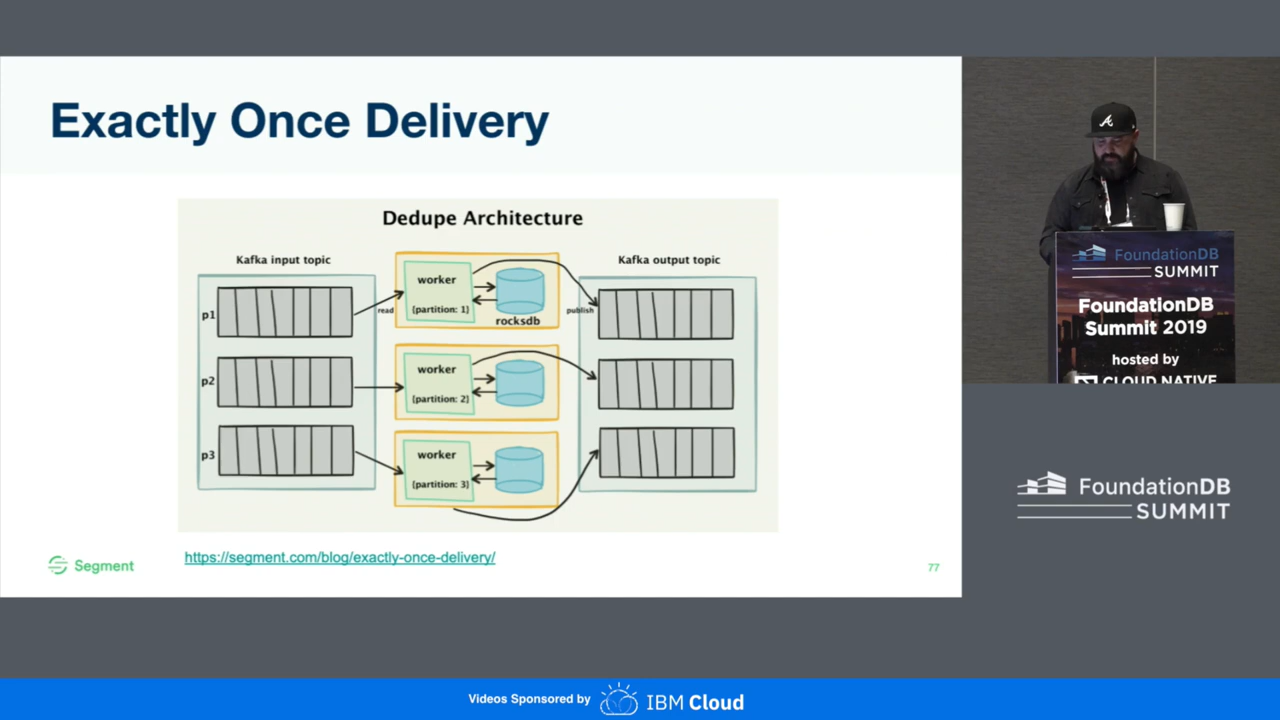 Exactly Once Delivery
Dedupe Architecture
Kafka input topic
Kafka output topic
p1
p2
p3
read
worker
(partition: 1)
rocksdb
publish
worker
(partition: 2)
worker
(partition: 3)
Segment
https://segment.com/blog/exactly-once-delivery/
77
FoundationDB
SUMMIT
FoundationDB
Summit 2019
hosted by
CLOUD NATIVE
FoundationDB
SUMMIT
Videos Sponsored by
IBM Cloud